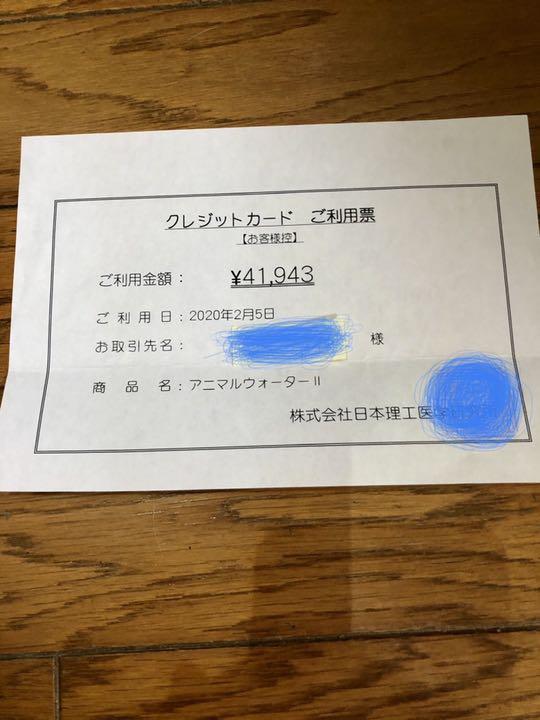 クレジットカード ご利用票
【お客様控】
ご利用金額： ¥41,943
ご利用日：2020年2月5日
お取引先名： 様
商品名：アニマルウォーターⅡ
株式会社日本理工医